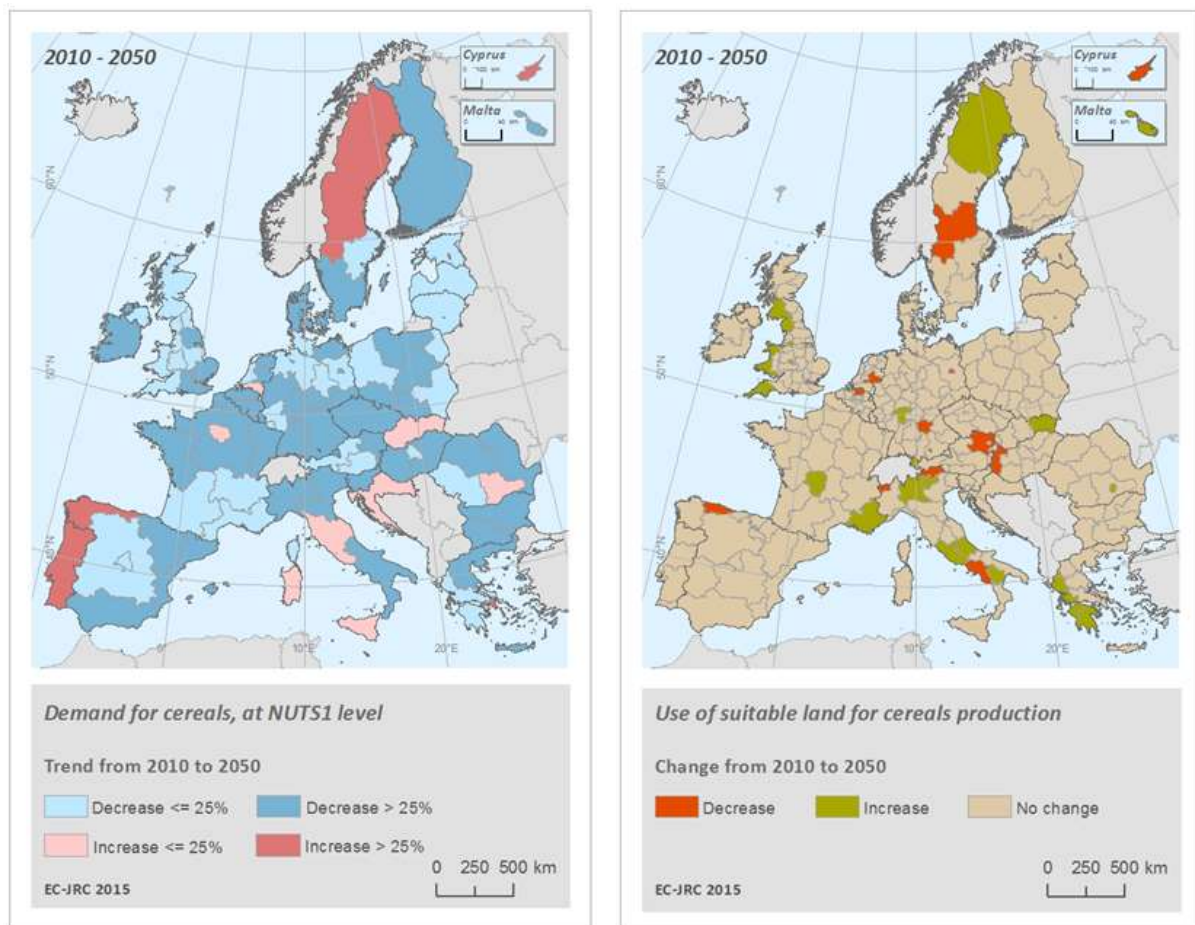 2010 - 2050
Cyprus
Malta
60°N
50°N
40°N
0°
10°E
20°E
Demand for cereals, at NUTS1 level
Trend from 2010 to 2050
Decrease <= 25%
Decrease > 25%
Increase <= 25%
Increase > 25%
0 250 500 km
EC-JRC 2015
2010 - 2050
Cyprus
Malta
60°N
50°N
40°N
0°
10°E
20°E
Use of suitable land for cereals production
Change from 2010 to 2050
Decrease
Increase
No change
0 250 500 km
EC-JRC 2015